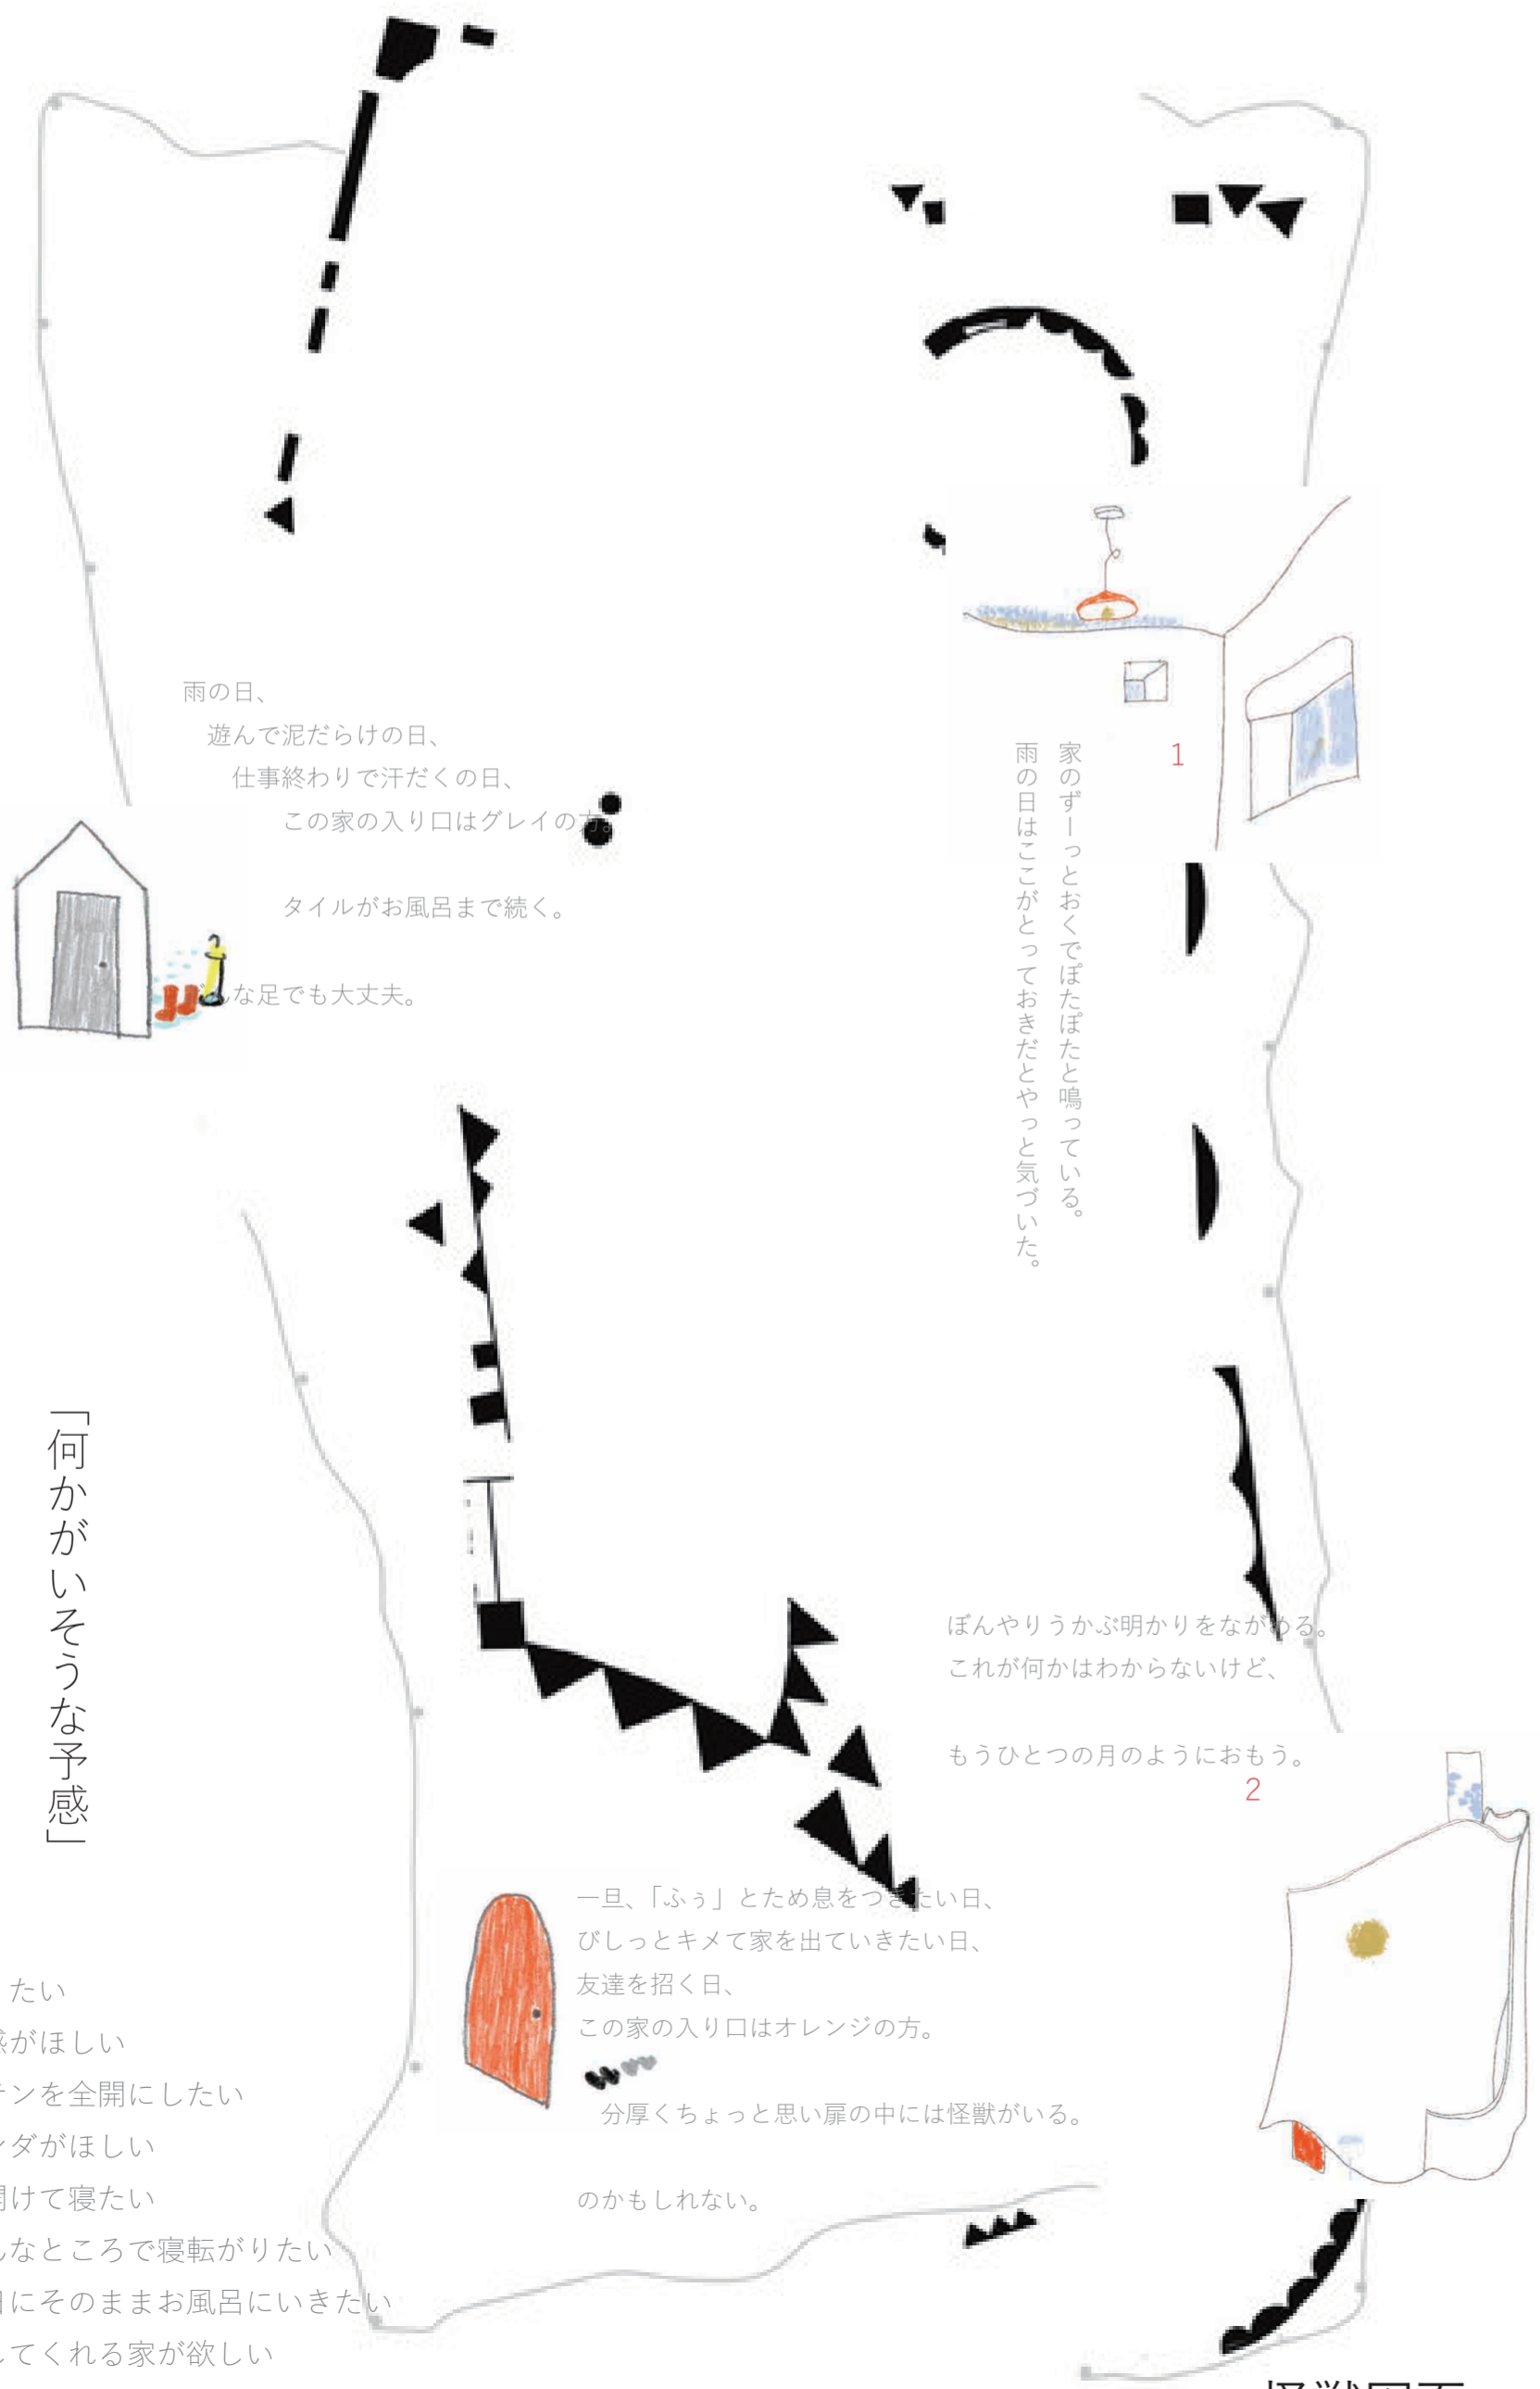 雨の日、
遊んで泥だらけの日、
仕事終わりで汗だくの日、
この家の入り口はグレイの方。
タイルがお風呂まで続く。
な足でも大丈夫。
1
家のずーっとおくでぽたぽたと鳴っている。
雨の日はここがとっておきだとやっと気づいた。
「何かがいそうな予感」
ぼんやりうかぶ明かりをながめる。
これが何かはわからないけど、
もうひとつの月のようにおもう。
2
一旦、「ふぅ」とため息をつきたい日、
びしっとキメて家を出ていきたい日、
友達を招く日、
この家の入り口はオレンジの方。
分厚くちょっと思い扉の中には怪獣がいる。
のかもしれない。
たい
がほしい
テンを全開にしたい
ンダがほしい
開けて寝たい
んなところで寝転がりたい
にそのままお風呂にいきたい
してくれる家が欲しい